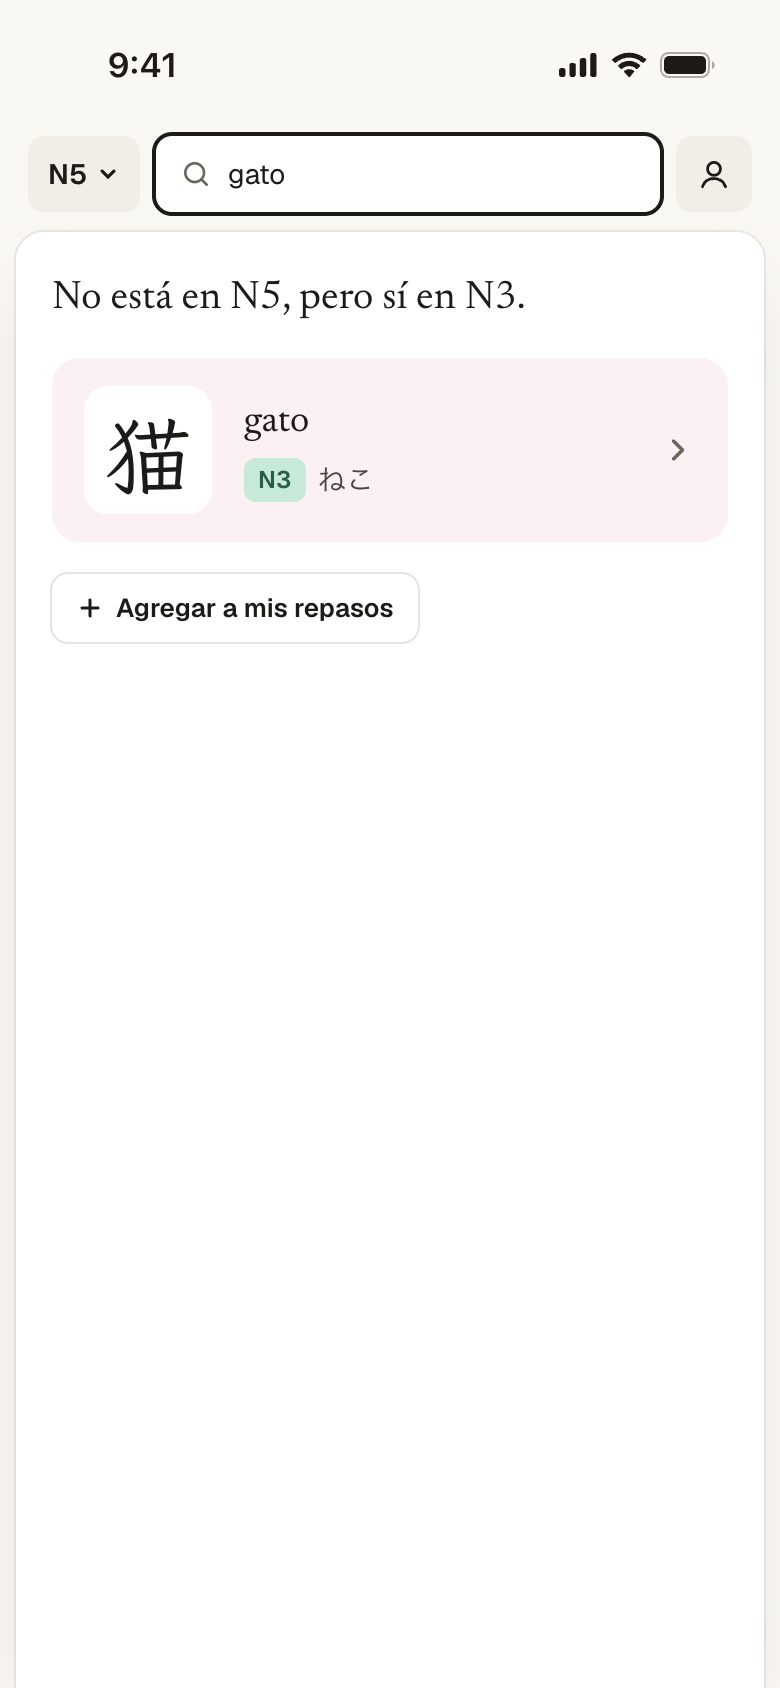 9:41
N5
gato
No está en N5, pero sí en N3.
猫
gato
N3 ねこ
Agregar a mis repasos